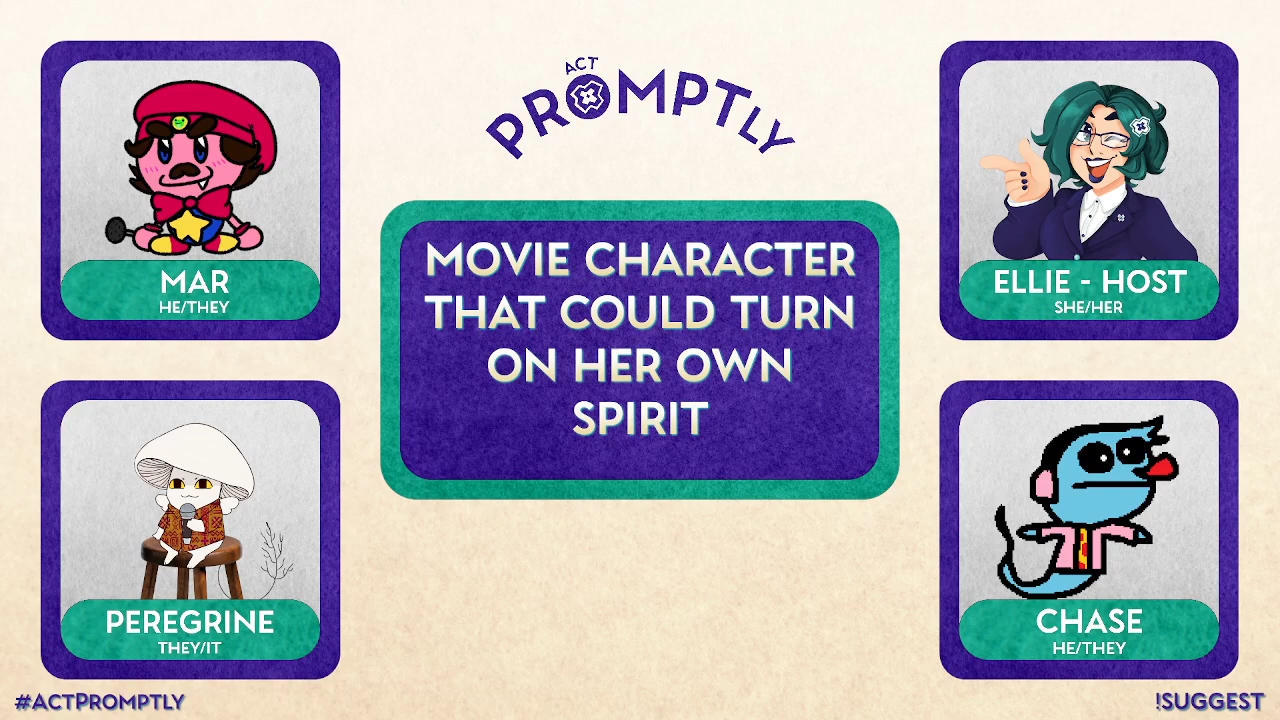 ACT
PROMPTLY
MAR
HE/THEY
ELLIE - HOST
SHE/HER
MOVIE CHARACTER
THAT COULD TURN
ON HER OWN
SPIRIT
PEREGRINE
THEY/IT
CHASE
HE/THEY
#ACTPROMPTLY
!SUGGEST